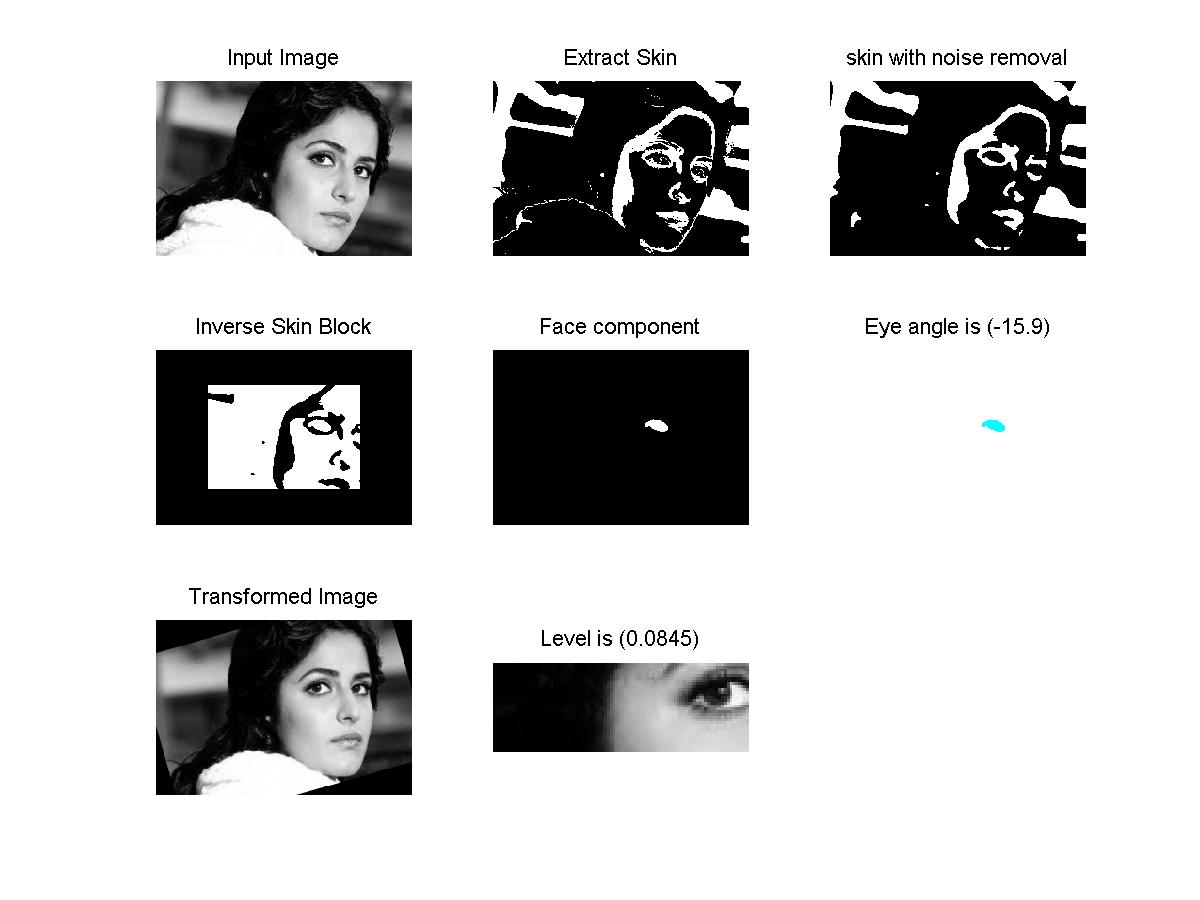 Input Image
Extract Skin
skin with noise removal
Inverse Skin Block
Face component
Eye angle is (-15.9)
Transformed Image
Level is (0.0845)